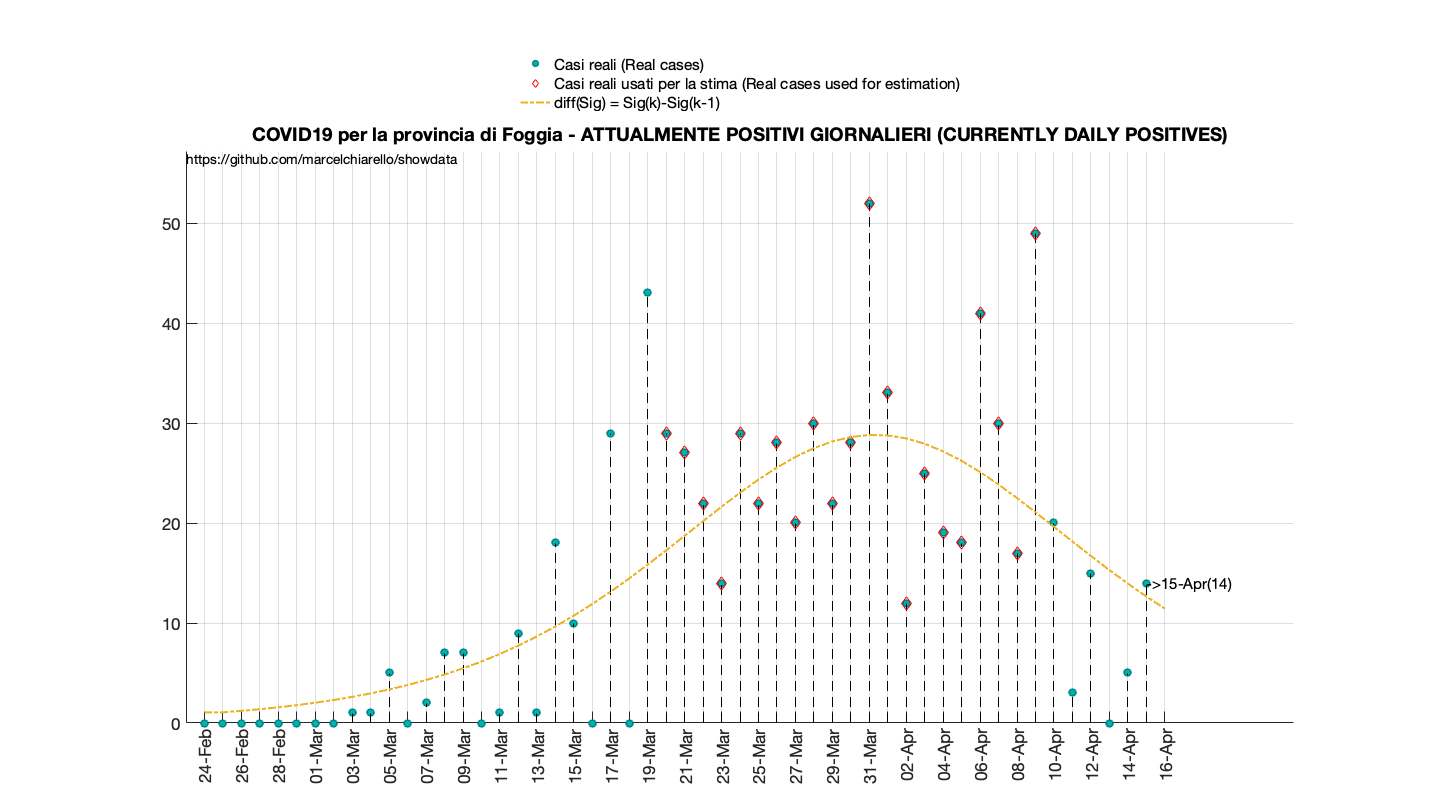 Casi reali (Real cases)
Casi reali usati per la stima (Real cases used for estimation)
diff(Sig) = Sig(k)-Sig(k-1)
COVID19 per la provincia di Foggia - ATTUALMENTE POSITIVI GIORNALIERI (CURRENTLY DAILY POSITIVES)
https://github.com/marcelchiarello/showdata
50
40
30
20
10
0
->15-Apr(14)
24-Feb
26-Feb
28-Feb
01-Mar
03-Mar
05-Mar
07-Mar
09-Mar
11-Mar
13-Mar
15-Mar
17-Mar
19-Mar
21-Mar
23-Mar
25-Mar
27-Mar
29-Mar
31-Mar
02-Apr
04-Apr
06-Apr
08-Apr
10-Apr
12-Apr
14-Apr
16-Apr